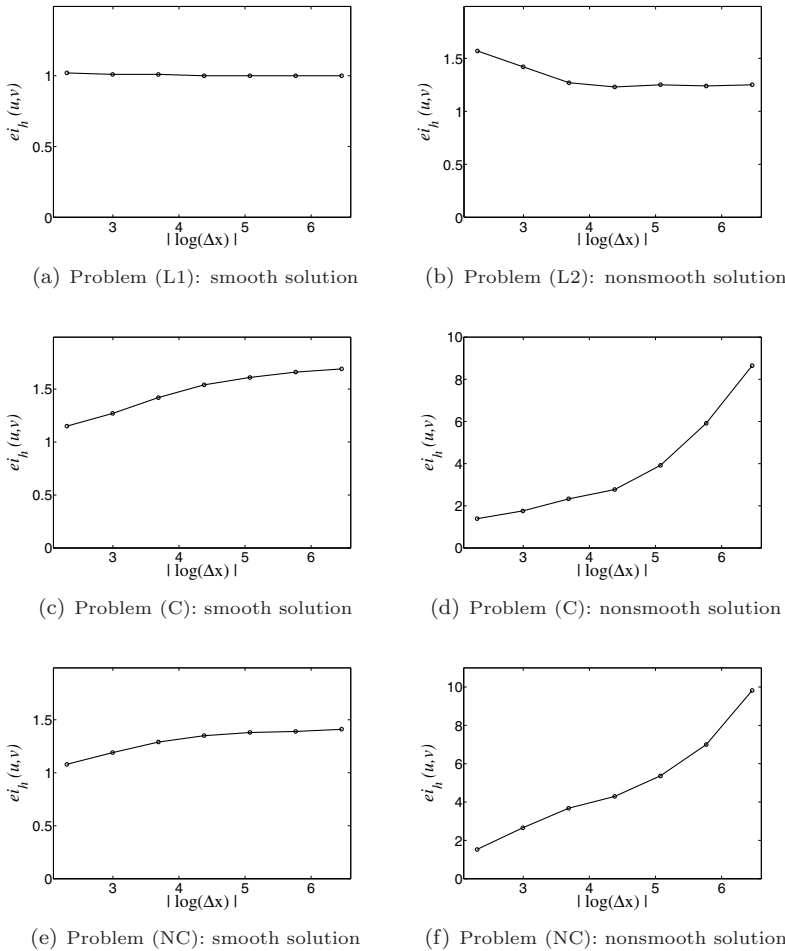 1
0.5
0
ei_h (u,v)
3 4 5 6
| log(Δx) |
(a) Problem (L1): smooth solution
1.5
1
0.5
0
ei_h (u,v)
3 4 5 6
| log(Δx) |
(b) Problem (L2): nonsmooth solution
1.5
1
0.5
0
ei_h (u,v)
3 4 5 6
| log(Δx) |
(c) Problem (C): smooth solution
10
8
6
4
2
0
ei_h (u,v)
3 4 5 6
| log(Δx) |
(d) Problem (C): nonsmooth solution
1.5
1
0.5
0
ei_h (u,v)
3 4 5 6
| log(Δx) |
(e) Problem (NC): smooth solution
10
8
6
4
2
0
ei_h (u,v)
3 4 5 6
| log(Δx) |
(f) Problem (NC): nonsmooth solution